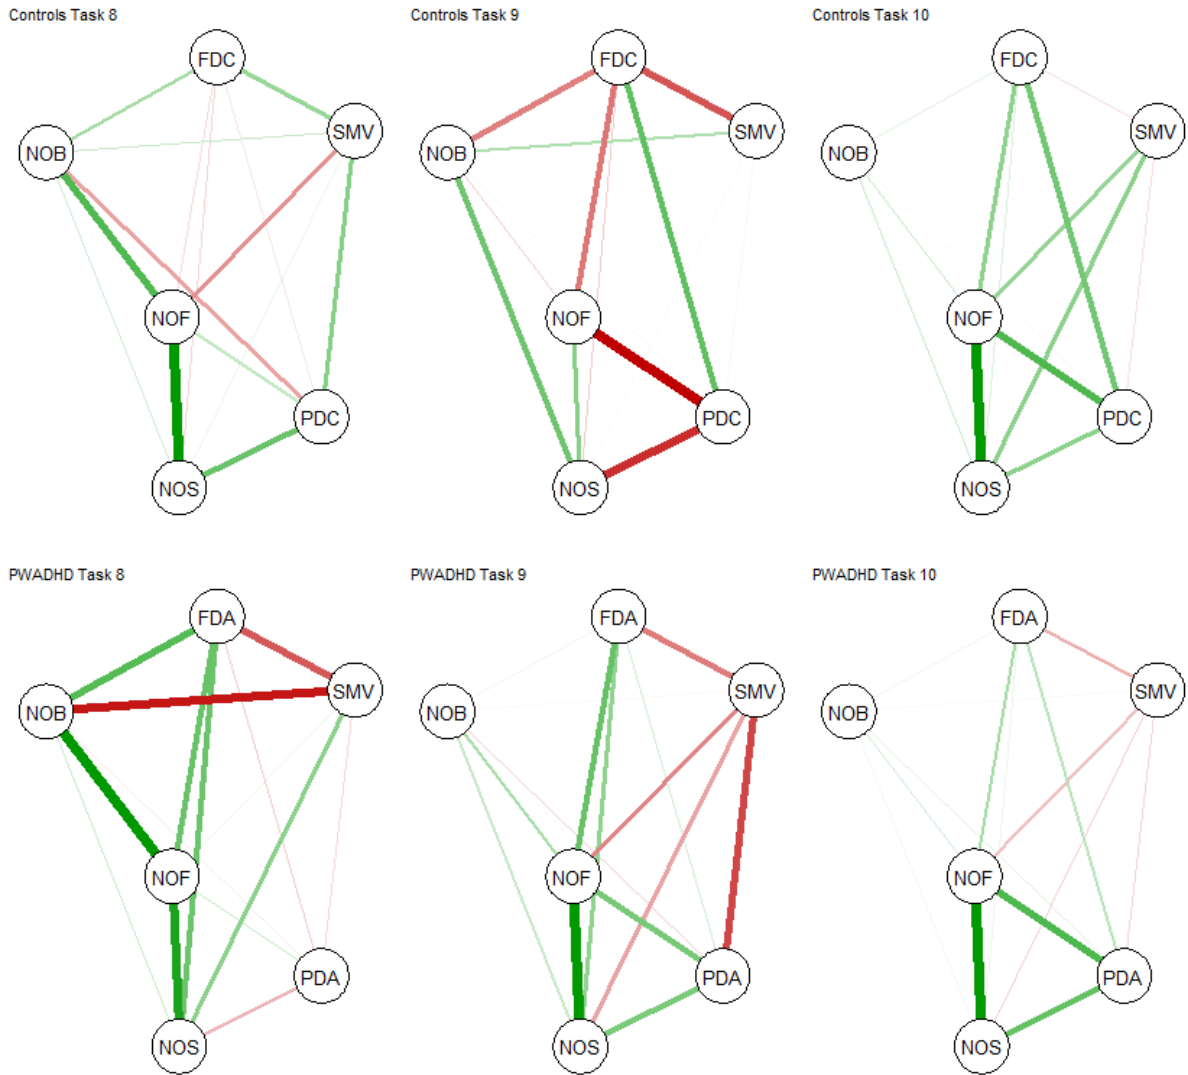 Controls Task 8
Controls Task 9
Controls Task 10
FDC
FDC
FDC
SMV
SMV
SMV
NOB
NOB
NOB
NOF
NOF
NOF
PDC
PDC
PDC
NOS
NOS
NOS
PWADHD Task 8
PWADHD Task 9
PWADHD Task 10
FDA
FDA
FDA
SMV
SMV
SMV
NOB
NOB
NOB
NOF
NOF
NOF
PDA
PDA
PDA
NOS
NOS
NOS